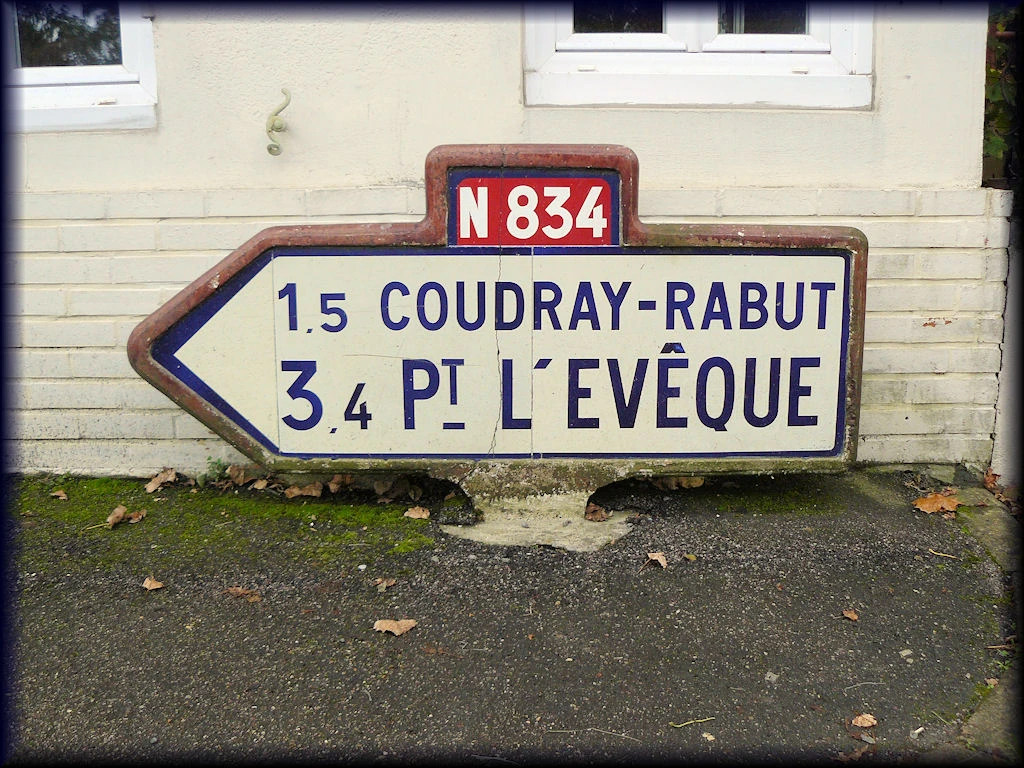 N 834
1,5 COUDRAY-RABUT
3,4 PT L'EVÊQUE